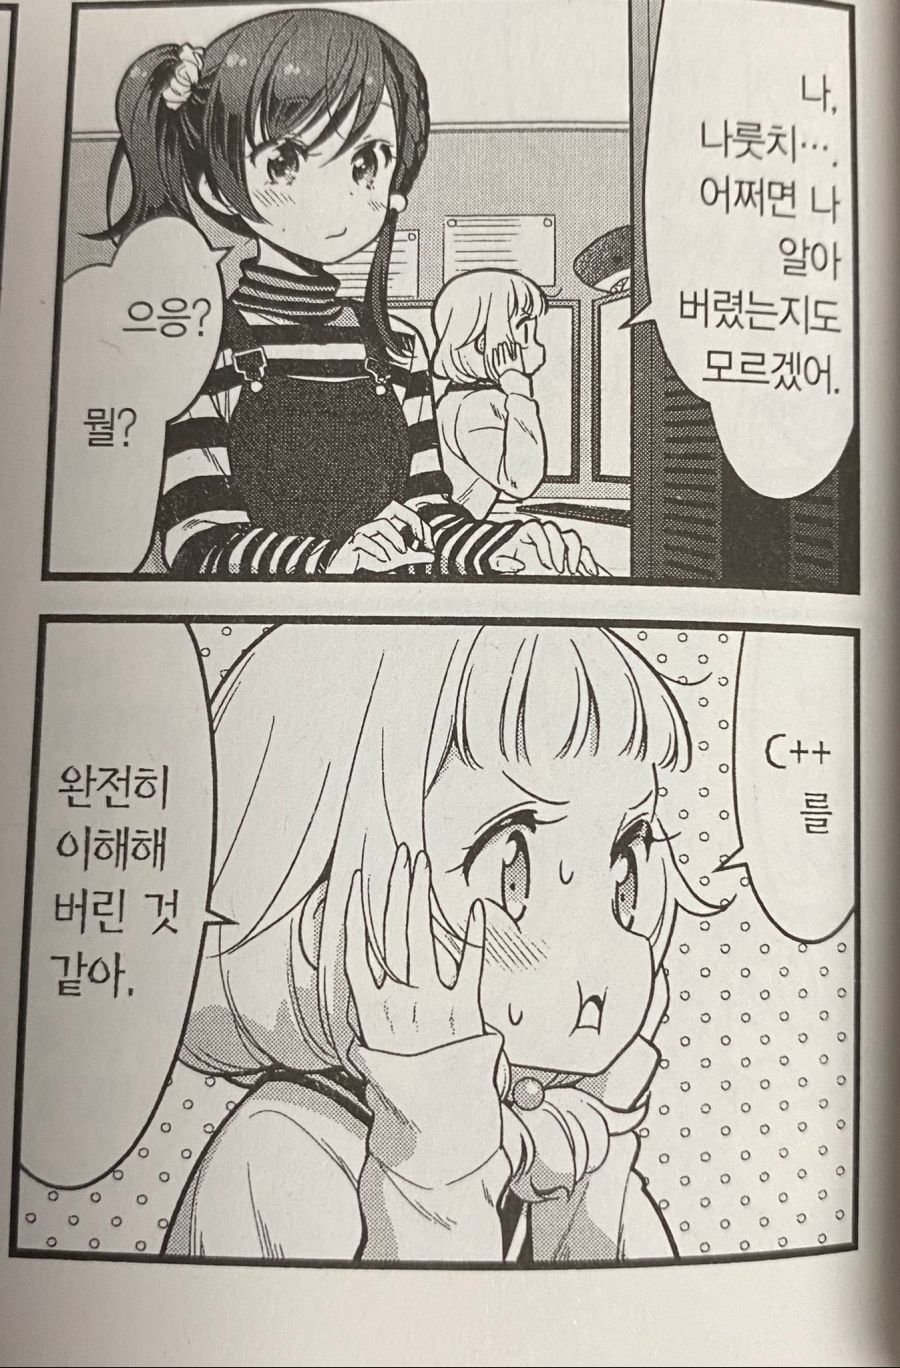 나,
나룻치….
어쩌면 나
알아
버렸는지도
모르겠어.
으응?
뭘?
C++
를
완전히
이해해
버린 것
같아.